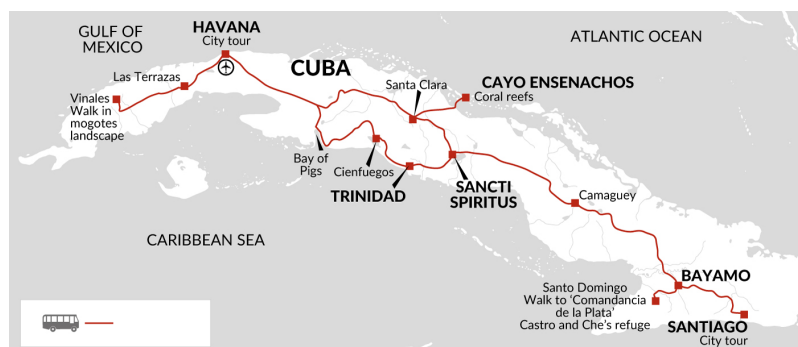 GULF OF
MEXICO
HAVANA
City tour
ATLANTIC OCEAN
CUBA
Las Terrazas
Santa Clara
CAYO ENSENACHOS
Coral reefs
Vinales
Walk in
mogotes
landscape
Bay of
Pigs
Cienfuegos
TRINIDAD
SANCTI
SPIRITUS
Camaguey
CARIBBEAN SEA
BAYAMO
Santo Domingo
Walk to ‘Comandancia
de la Plata’
Castro and Che’s refuge
SANTIAGO
City tour